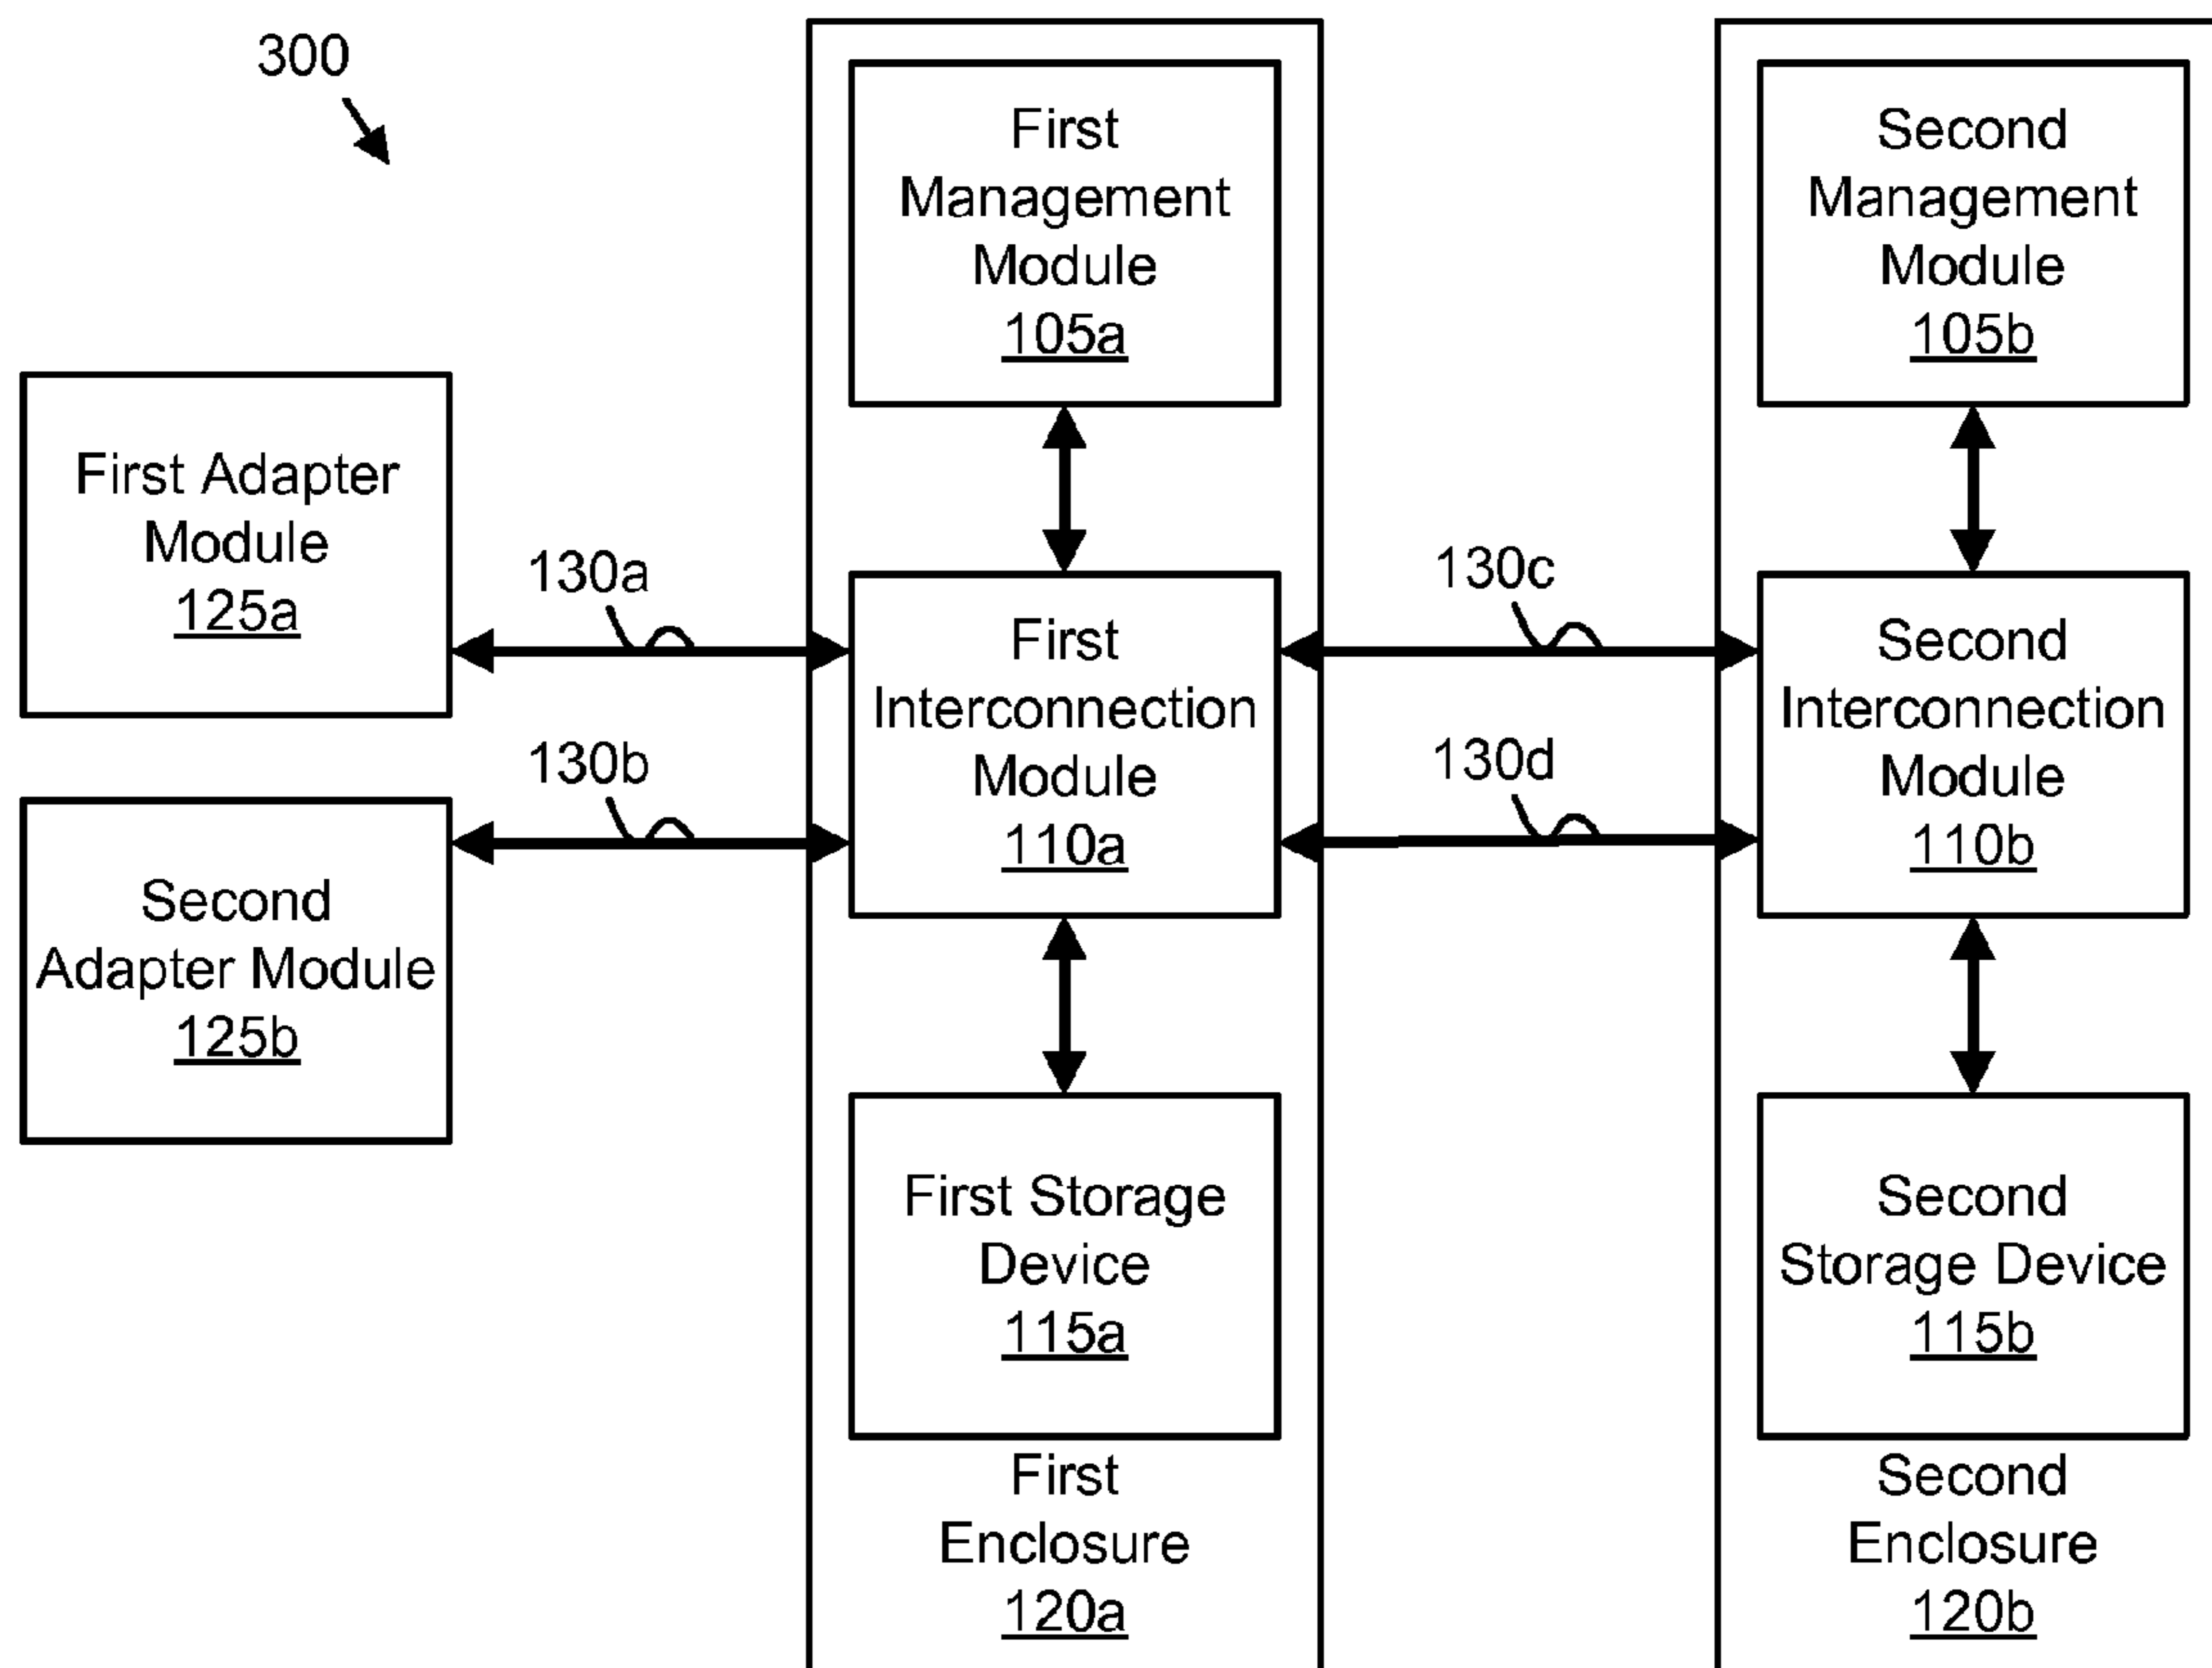 300
First
Management
Module
105a
Second
Management
Module
105b
First Adapter
Module
125a
130a
First
Interconnection
Module
110a
130c
Second
Interconnection
Module
110b
130b
130d
Second
Adapter Module
125b
First Storage
Device
115a
Second
Storage Device
115b
First
Enclosure
120a
Second
Enclosure
120b